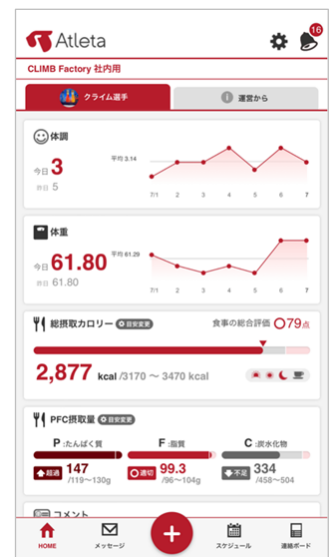 Atleta
16
CLIMB Factory 社内用
クライム選手
運営から
体調
今日 3
平均 3.14
昨日 5
7/1 2 3 4 5 6 7
体重
今日 61.80
平均 61.29
昨日 61.80
7/1 2 3 4 5 6 7
総摂取カロリー 目安変更 食事の総合評価 79点
2,877 kcal /3170 ～ 3470 kcal
PFC摂取量 目安変更
P :たんぱく質 F :脂質 C :炭水化物
超過 147 適切 99.3 不足 334
/119～130g /96～104g /458～504
コメント
HOME メッセージ スケジュール 連絡ボード